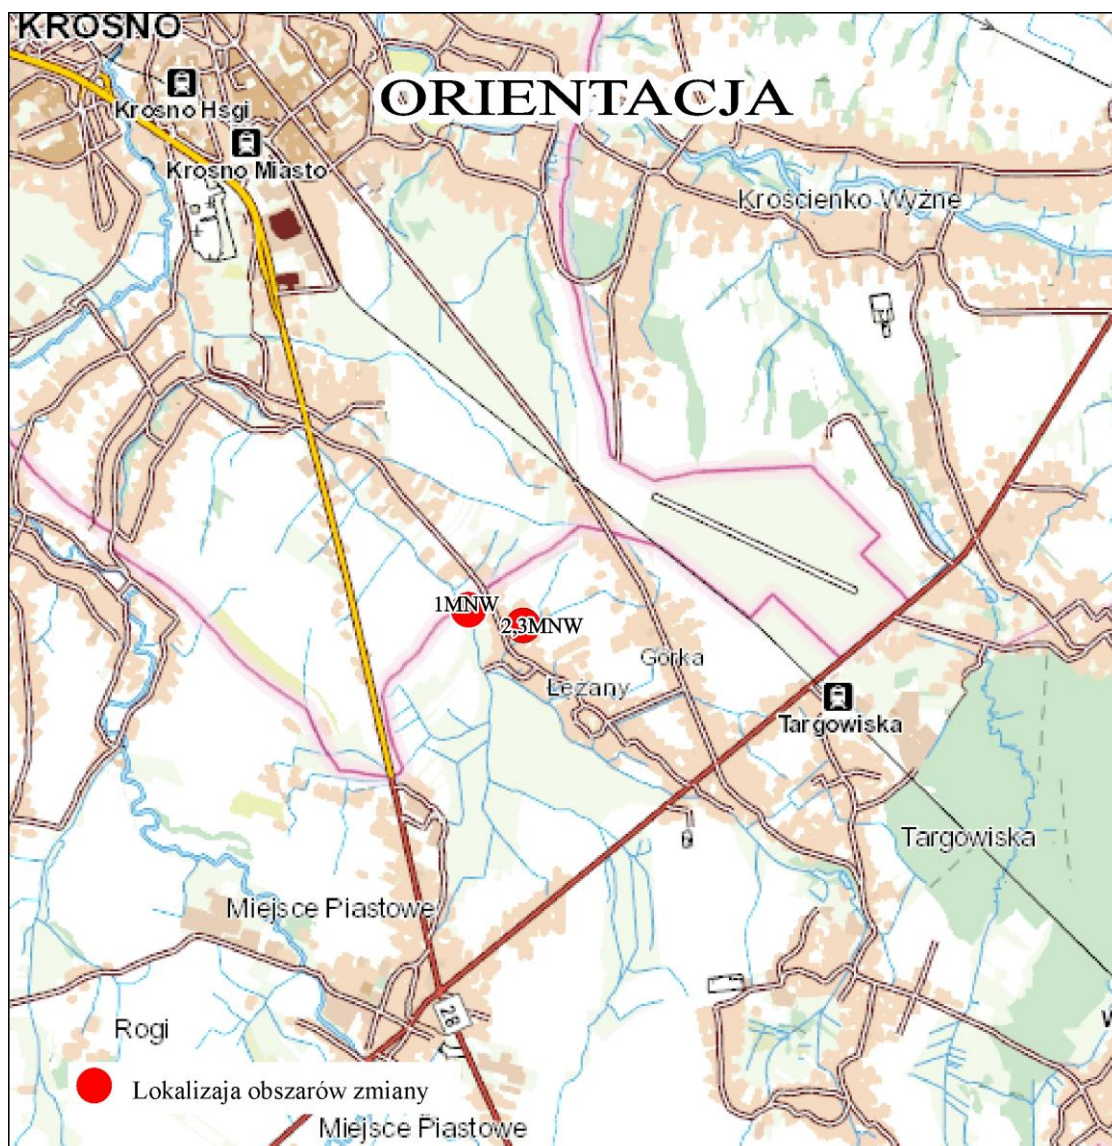 KROSNO
Krosno Hsgi
ORIENTACJA
Krosno Miasto
Krościenko Wyżne
1MNW
2,3MNW
Górka
Łężany
Targowiska
Targowiska
Miejsce Piastowe
28
Rogi
Lokalizaja obszarów zmiany
Miejsce Piastowe